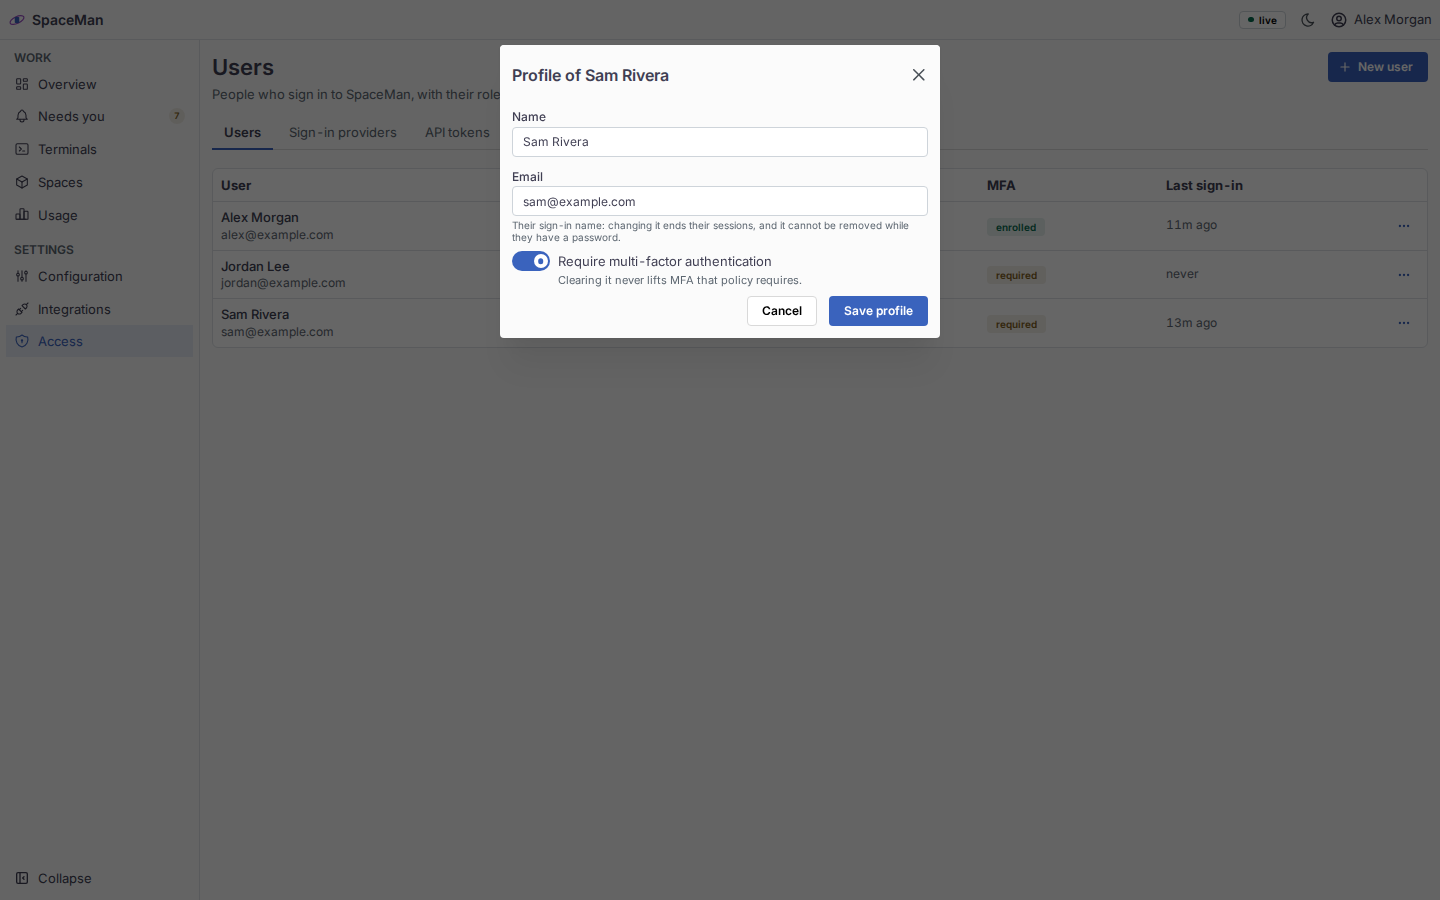 SpaceMan
live
Alex Morgan
WORK
Overview
Needs you
7
Terminals
Spaces
Usage
SETTINGS
Configuration
Integrations
Access
Collapse
Users
People who sign in to SpaceMan, with their role
New user
Users
Sign-in providers
API tokens
User
MFA
Last sign-in
Alex Morgan
alex@example.com
enrolled
11m ago
Jordan Lee
jordan@example.com
required
never
Sam Rivera
sam@example.com
required
13m ago
Profile of Sam Rivera
Name
Sam Rivera
Email
sam@example.com
Their sign-in name: changing it ends their sessions, and it cannot be removed while
they have a password.
Require multi-factor authentication
Clearing it never lifts MFA that policy requires.
Cancel
Save profile